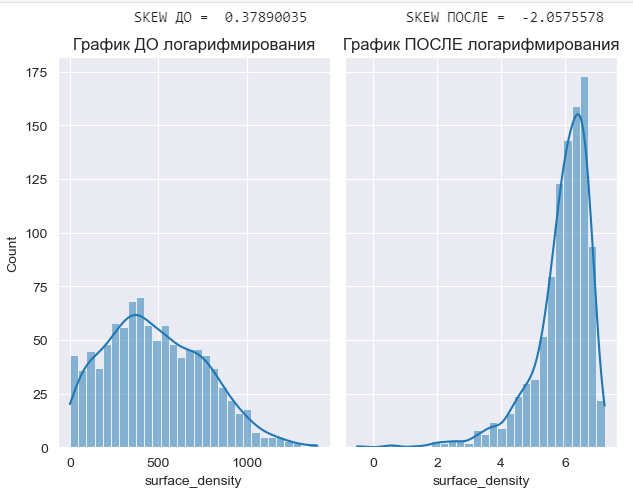 SKEW ДО =  0.37890035
SKEW ПОСЛЕ =  -2.0575578
График ДО логарифмирования
График ПОСЛЕ логарифмирования
175
150
125
100
75
50
25
0
Count
0 500 1000
surface_density
0 2 4 6
surface_density